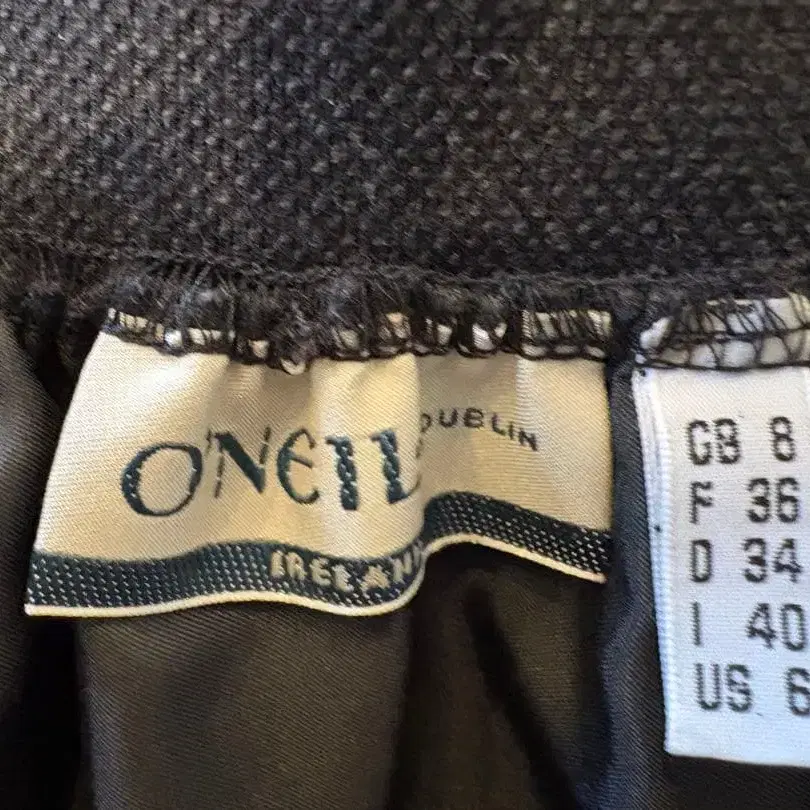 DUBLIN
O'NEIL
IRELAND
GB 8
F 36
D 34
I 40
US 6